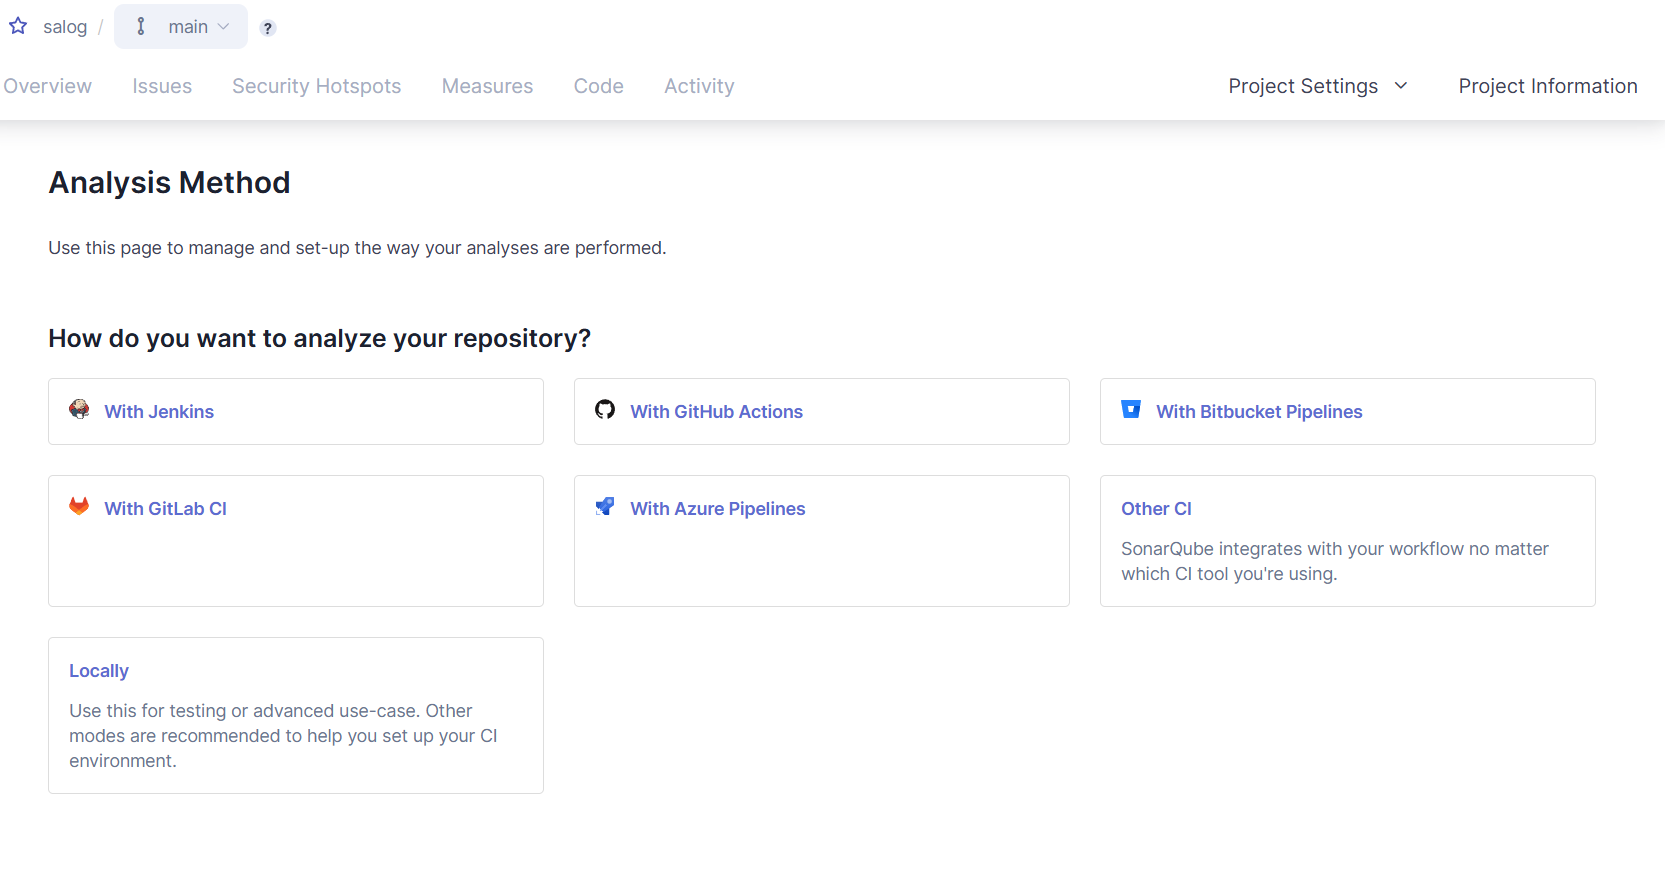 salog / main ?
Overview Issues Security Hotspots Measures Code Activity Project Settings Project Information
Analysis Method
Use this page to manage and set-up the way your analyses are performed.
How do you want to analyze your repository?
With Jenkins
With GitHub Actions
With Bitbucket Pipelines
With GitLab CI
With Azure Pipelines
Other CI
SonarQube integrates with your workflow no matter
which CI tool you're using.
Locally
Use this for testing or advanced use-case. Other
modes are recommended to help you set up your CI
environment.